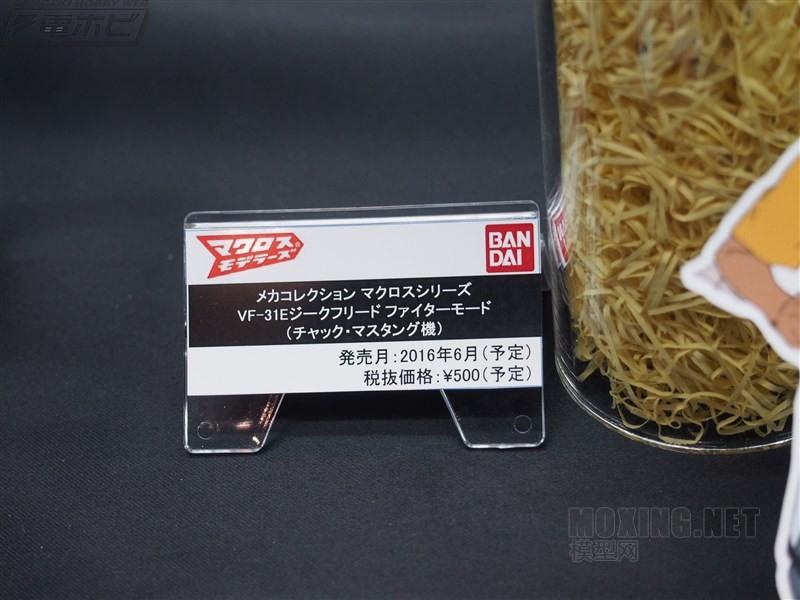 電ホビ
マクロス
モデラーズ
BAN
DAI
メカコレクション マクロスシリーズ
VF-31Eジークフリード ファイターモード
(チャック・マスタング機)
発売月:2016年6月(予定)
税抜価格:¥500(予定)
MOXING.NET
模型网